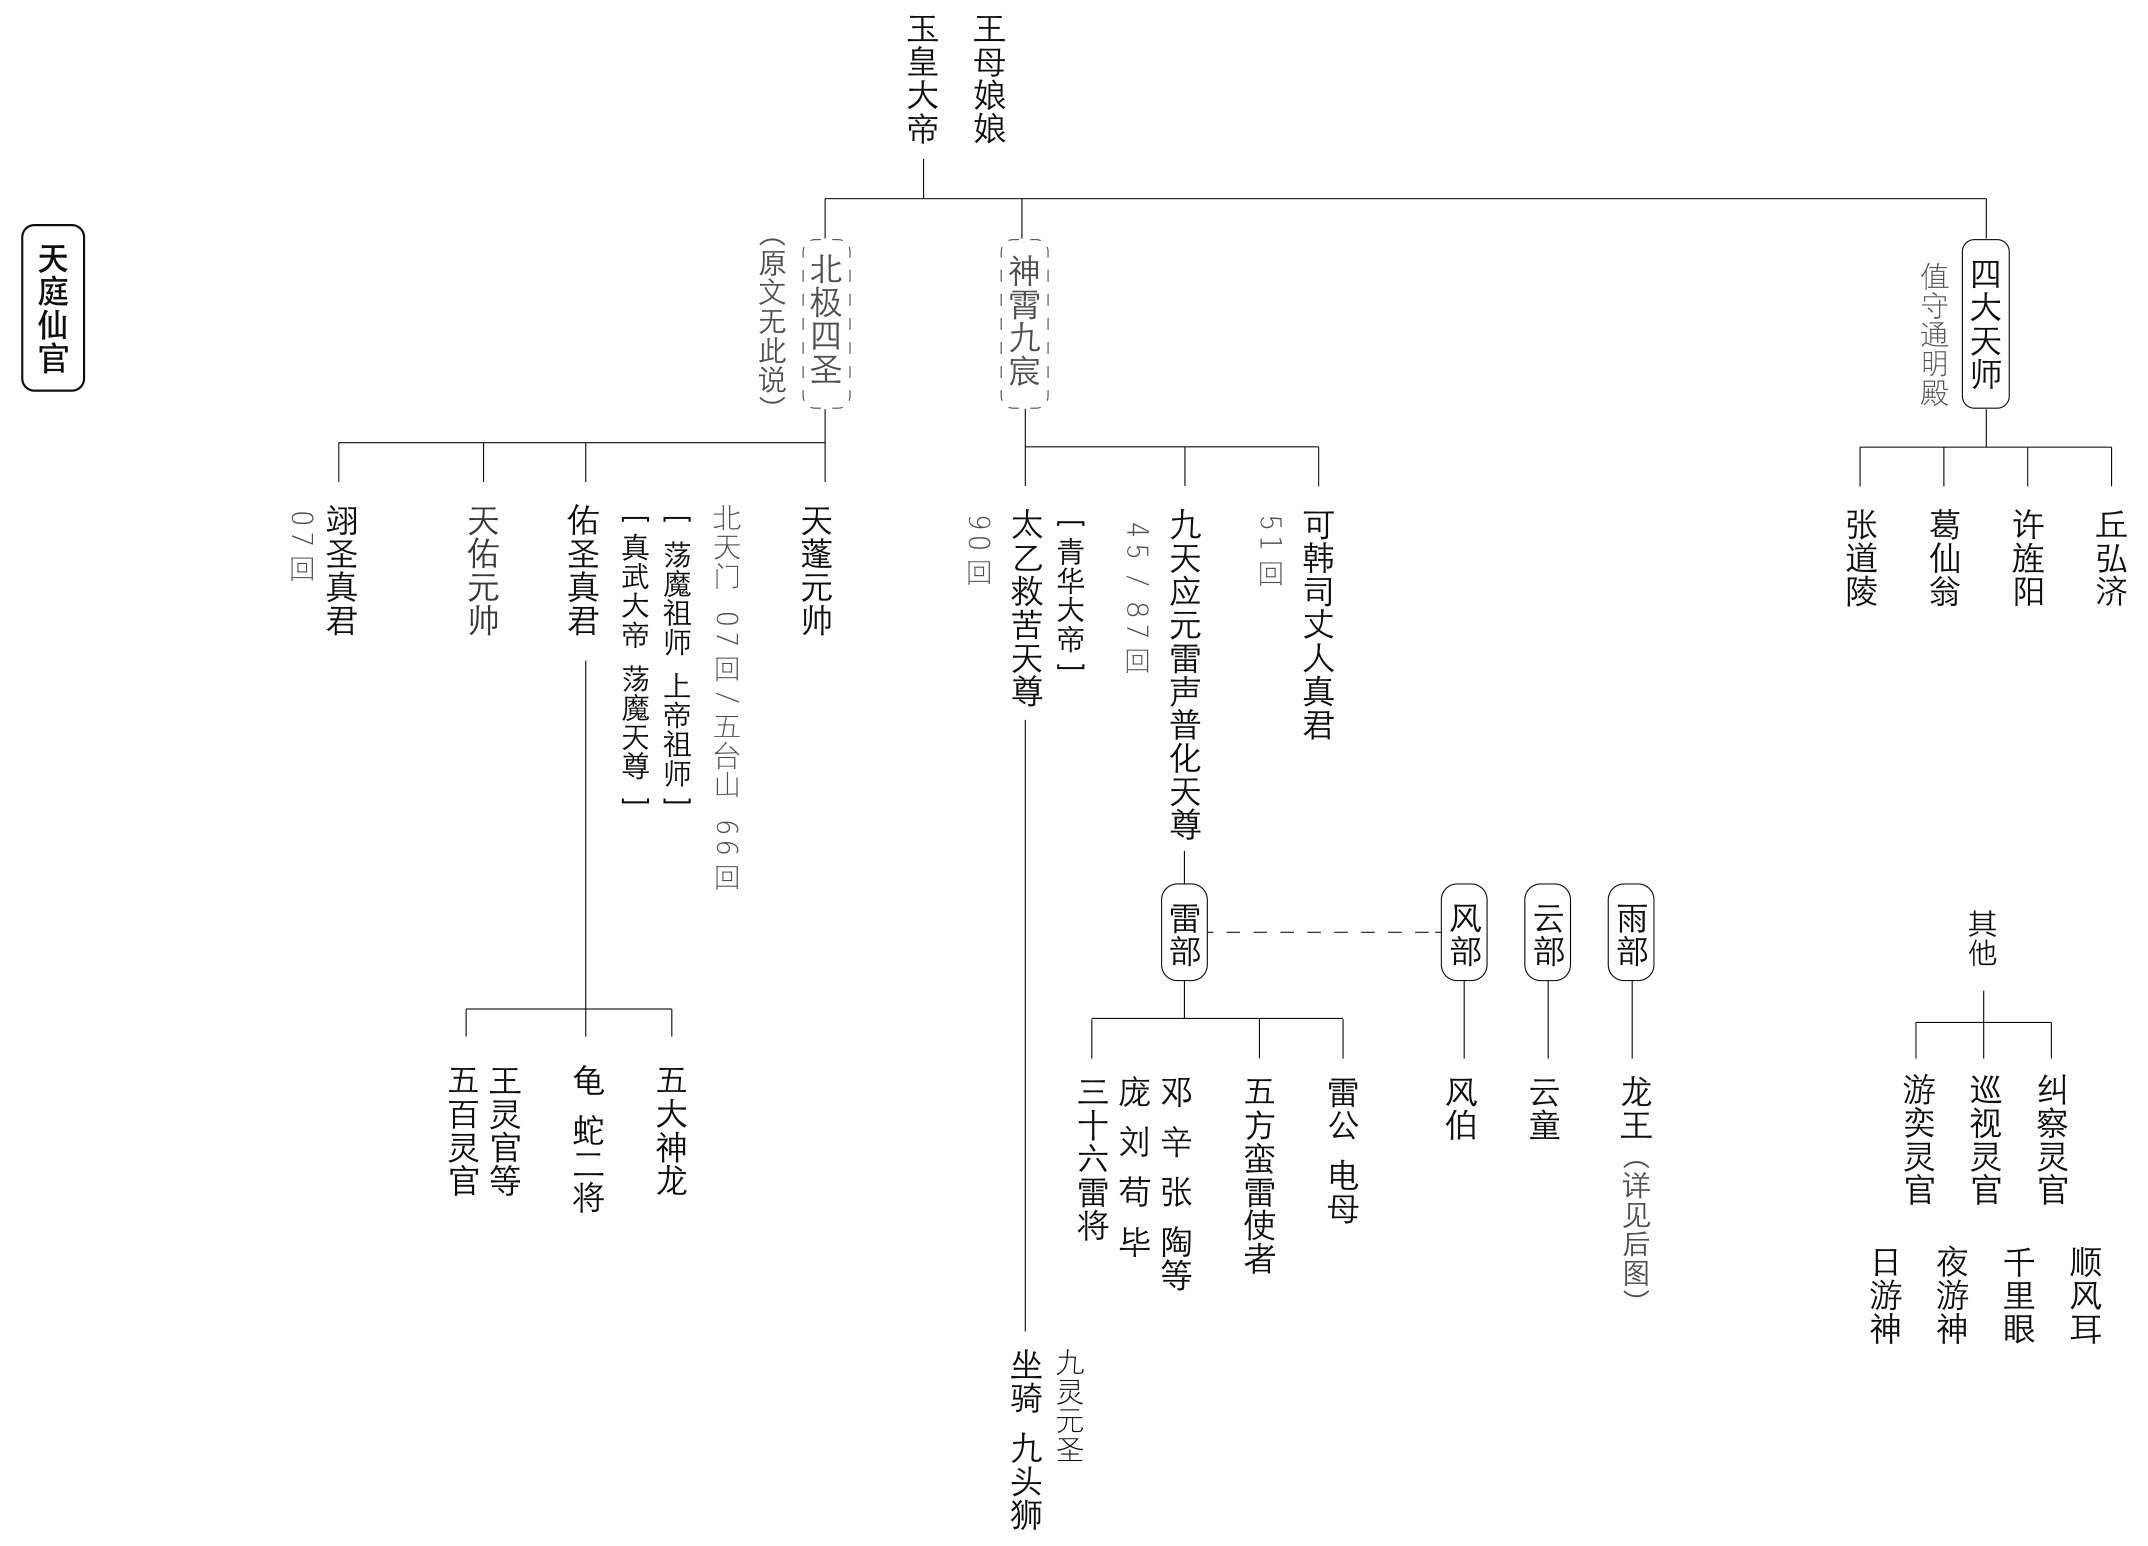 天庭仙官
玉皇大帝
王母娘娘
北极四圣
（原文无此说）
神霄九宸
四大天师
值守通明殿
翊圣真君
07回
天佑元帅
佑圣真君
[真武大帝 荡魔天尊]
[荡魔祖师 上帝祖师]
北天门 07回/五台山 66回
天蓬元帅
太乙救苦天尊
[青华大帝]
90回
九天应元雷声普化天尊
45/87回
可韩司丈人真君
51回
张道陵
葛仙翁
许旌阳
丘弘济
雷部
风部
云部
雨部
其他
五百灵官
王灵官等
龟 蛇二将
五大神龙
三十六雷将
庞 刘 苟 毕
邓 辛 张 陶等
五方蛮雷使者
雷公 电母
风伯
云童
龙王（详见后图）
游奕灵官
巡视灵官
纠察灵官
日游神
夜游神
千里眼
顺风耳
坐骑 九头狮
九灵元圣